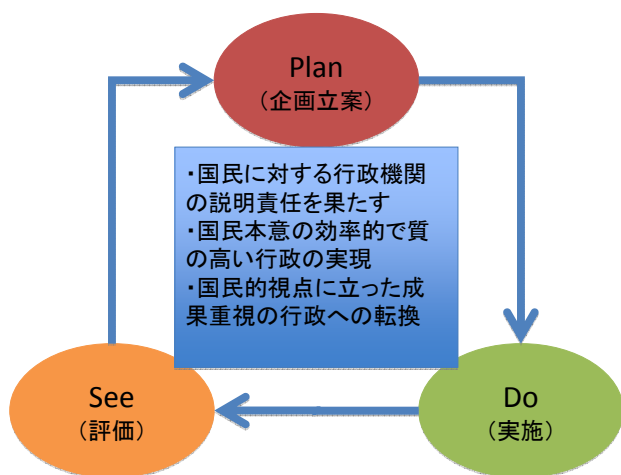 Plan
(企画立案)
・国民に対する行政機関
の説明責任を果たす
・国民本意の効率的で質
の高い行政の実現
・国民的視点に立った成
果重視の行政への転換
See
(評価)
Do
(実施)